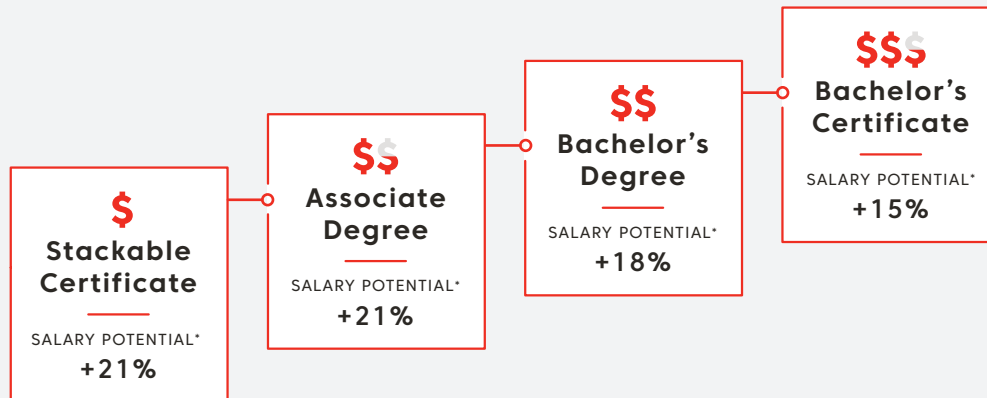 $
Stackable
Certificate
SALARY POTENTIAL*
+21%
$$
Associate
Degree
SALARY POTENTIAL*
+21%
$$
Bachelor’s
Degree
SALARY POTENTIAL*
+18%
$$$
Bachelor’s
Certificate
SALARY POTENTIAL*
+15%